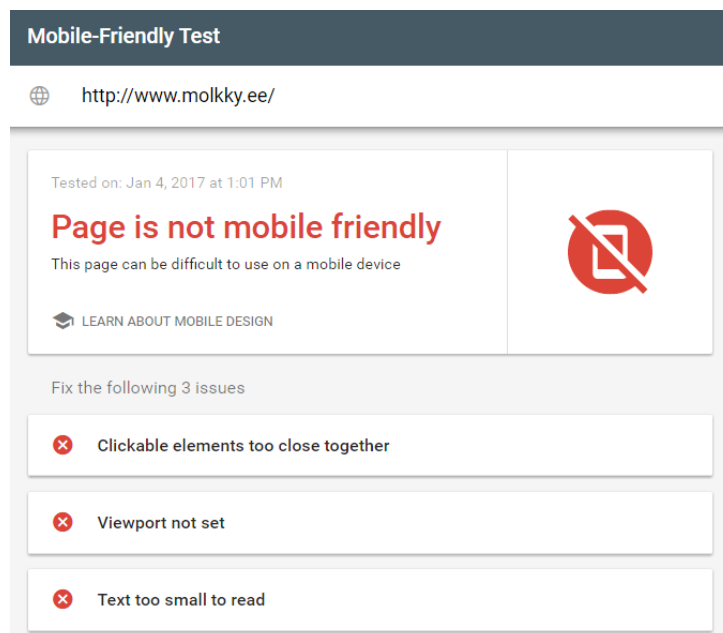 Mobile-Friendly Test
http://www.molkky.ee/
Tested on: Jan 4, 2017 at 1:01 PM
Page is not mobile friendly
This page can be difficult to use on a mobile device
LEARN ABOUT MOBILE DESIGN
Fix the following 3 issues
Clickable elements too close together
Viewport not set
Text too small to read